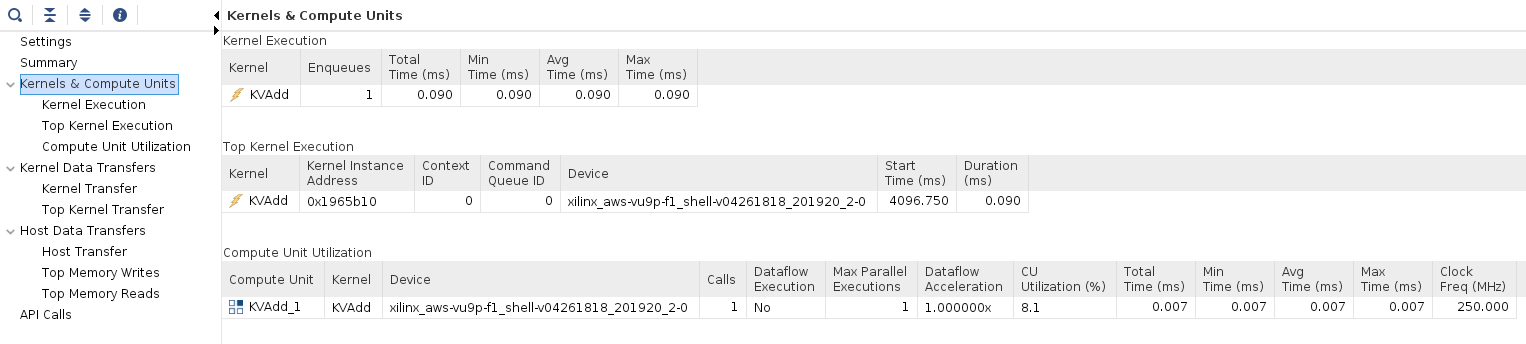 Kernels & Compute Units
Settings
Summary
Kernels & Compute Units
Kernel Execution
Top Kernel Execution
Compute Unit Utilization
Kernel Data Transfers
Kernel Transfer
Top Kernel Transfer
Host Data Transfers
Host Transfer
Top Memory Writes
Top Memory Reads
API Calls
Kernel Execution
Kernel Enqueues Total Time (ms) Min Time (ms) Avg Time (ms) Max Time (ms)
KVAdd 1 0.090 0.090 0.090 0.090
Top Kernel Execution
Kernel Kernel Instance Address Context ID Command Queue ID Device Start Time (ms) Duration (ms)
KVAdd 0x1965b10 0 0 xilinx_aws-vu9p-f1_shell-v04261818_201920_2-0 4096.750 0.090
Compute Unit Utilization
Compute Unit Kernel Device Calls Dataflow Execution Max Parallel Executions Dataflow Acceleration CU Utilization (%) Total Time (ms) Min Time (ms) Avg Time (ms) Max Time (ms) Clock Freq (MHz)
KVAdd_1 KVAdd xilinx_aws-vu9p-f1_shell-v04261818_201920_2-0 1 No 1 1.000000x 8.1 0.007 0.007 0.007 0.007 250.000